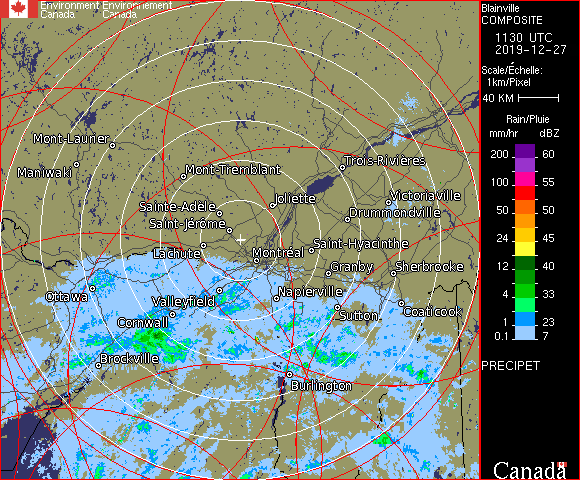 Environment Environnement
Canada Canada
Blainville
COMPOSITE
1130 UTC
2019-12-27
Scale/Échelle:
1km/Pixel
40 KM
Rain/Pluie
mm/hr dBZ
200 60
100 55
50 50
24 45
12 40
4 33
1 23
0.1 7
PRECIPET
Canada
Mont-Laurier
Maniwaki
Mont-Tremblant
Trois-Rivières
Joliette
Victoriaville
Sainte-Adèle
Drummondville
Saint-Jérôme
Lachute
Montréal
Saint-Hyacinthe
Granby
Sherbrooke
Ottawa
Valleyfield
Napierville
Coaticook
Cornwall
Sutton
Brockville
Burlington